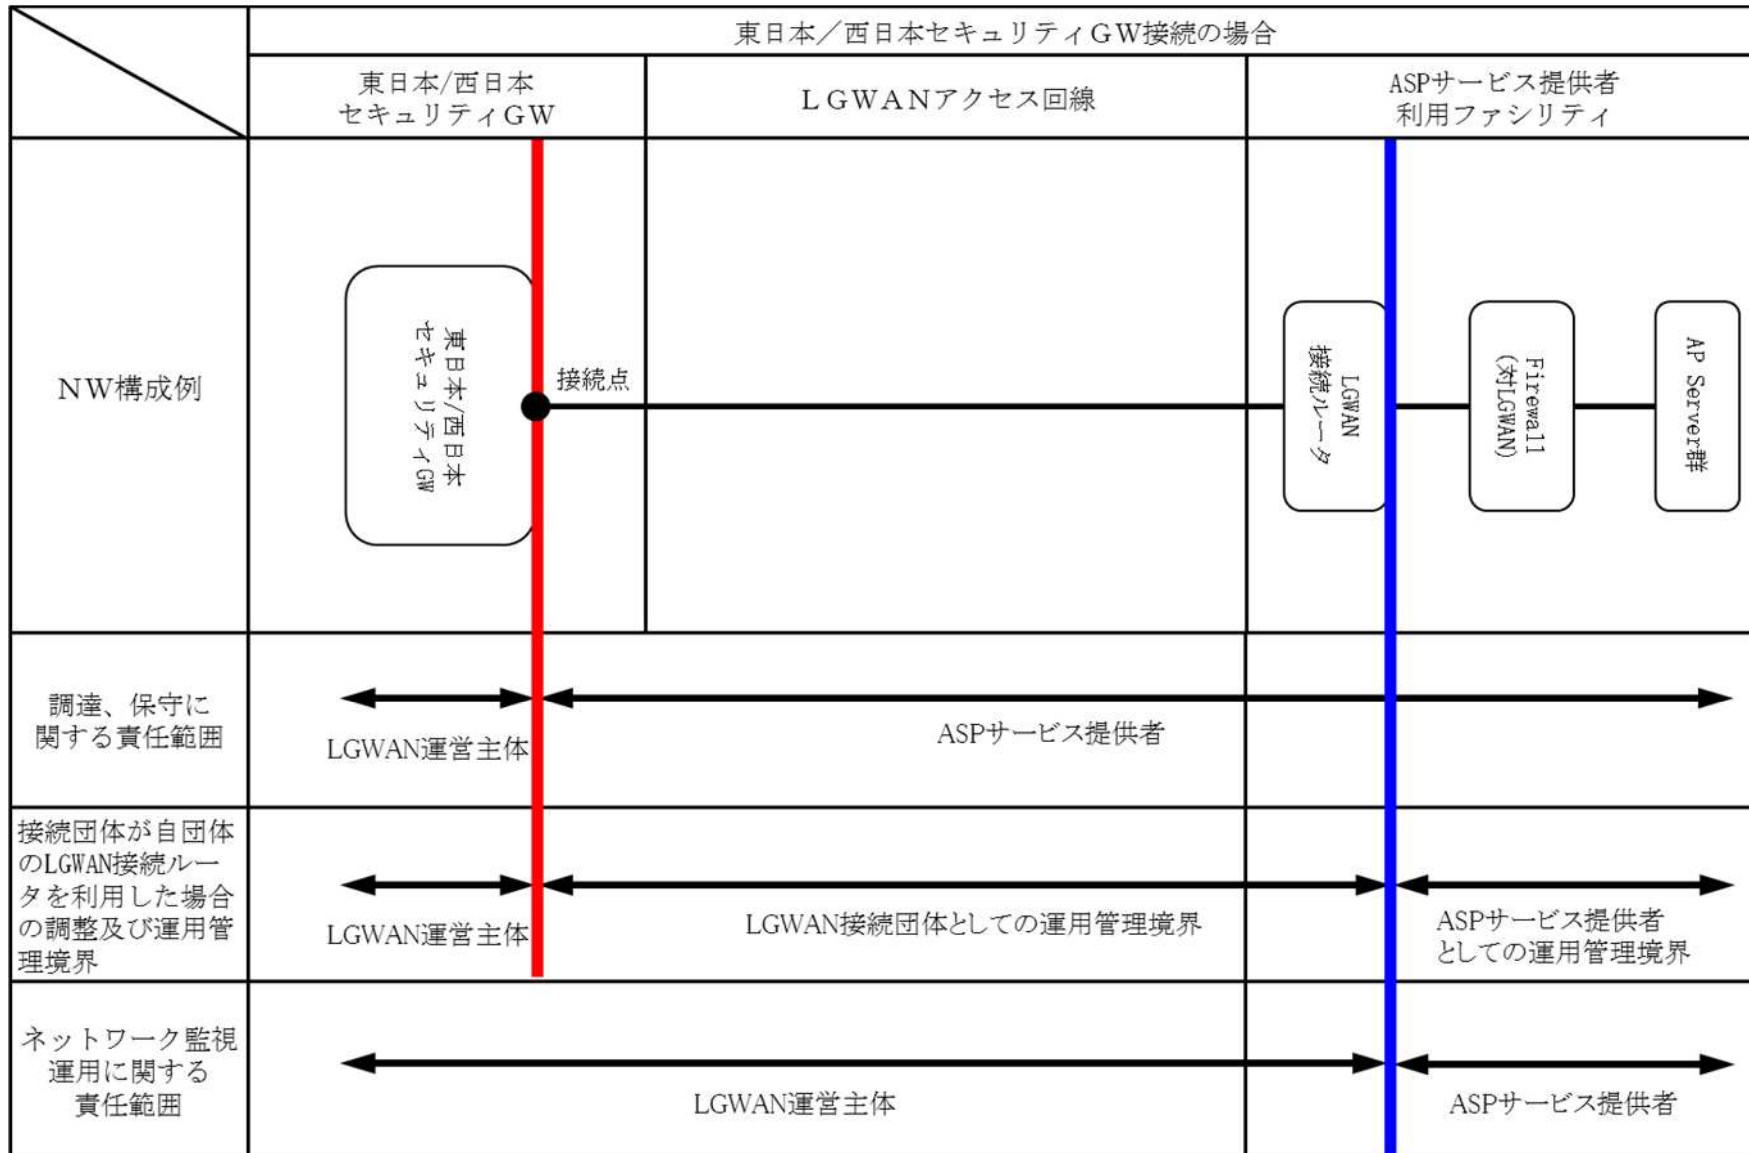 東日本／西日本セキュリティＧＷ接続の場合
東日本/西日本
セキュリティＧＷ
ＬＧＷＡＮアクセス回線
ASPサービス提供者
利用ファシリティ
ＮＷ構成例
東日本/西日本
セキュリティGW
接続点
LGWAN
接続ルータ
Firewall
(対LGWAN)
AP Server群
調達、保守に
関する責任範囲
LGWAN運営主体
ASPサービス提供者
接続団体が自団体
のLGWAN接続ルー
タを利用した場合
の調整及び運用管
理境界
LGWAN運営主体
LGWAN接続団体としての運用管理境界
ASPサービス提供者
としての運用管理境界
ネットワーク監視
運用に関する
責任範囲
LGWAN運営主体
ASPサービス提供者